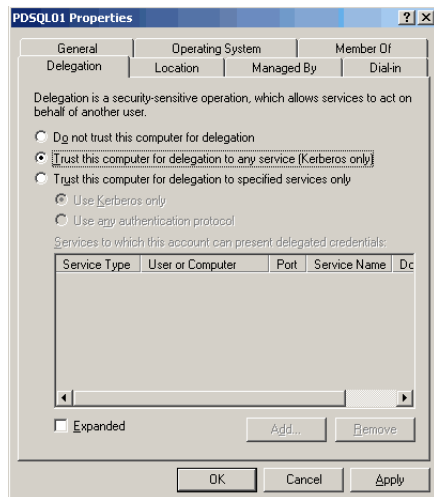 PDSQL01 Properties
General Operating System Member Of
Delegation Location Managed By Dial-in
Delegation is a security-sensitive operation, which allows services to act on
behalf of another user.
Do not trust this computer for delegation
Trust this computer for delegation to any service (Kerberos only)
Trust this computer for delegation to specified services only
Use Kerberos only
Use any authentication protocol
Services to which this account can present delegated credentials:
Service Type User or Computer Port Service Name Dc
Expanded Add... Remove
OK Cancel Apply